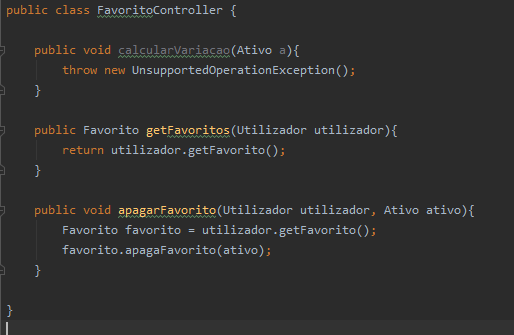 public class FavoritoController {
public void calcularVariacao(Ativo a){
throw new UnsupportedOperationException();
}
public Favorito getFavoritos(Utilizador utilizador){
return utilizador.getFavorito();
}
public void apagarFavorito(Utilizador utilizador, Ativo ativo){
Favorito favorito = utilizador.getFavorito();
favorito.apagaFavorito(ativo);
}
}